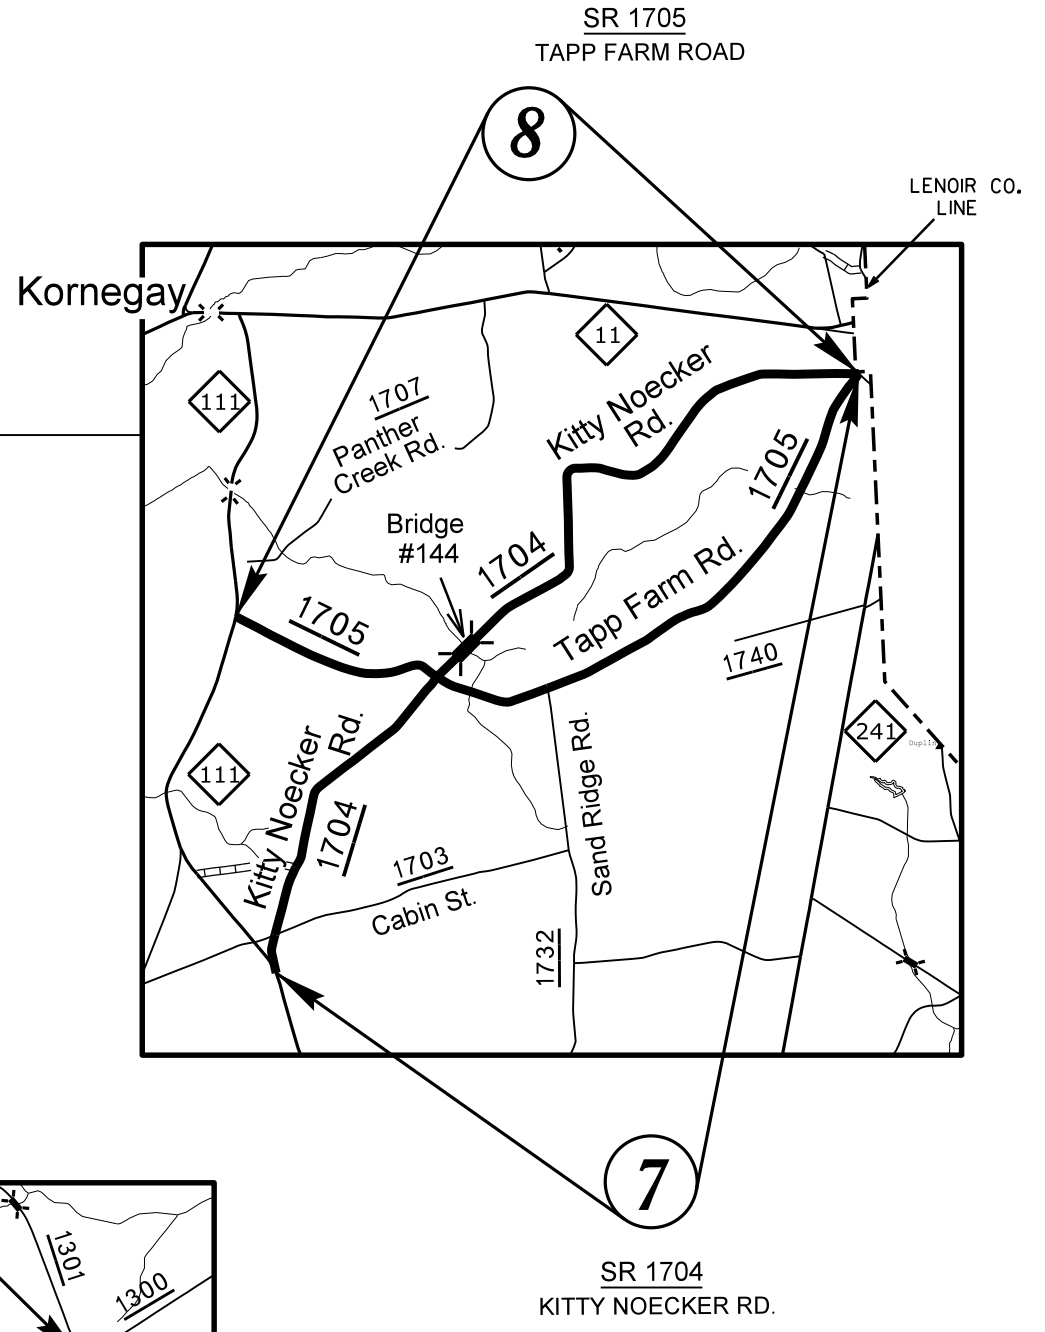 SR 1705
TAPP FARM ROAD
8
LENOIR CO.
LINE
Kornegay
11
111
1707
Panther
Creek Rd.
Kitty Noecker
Rd.
1705
Bridge
#144
1704
1705
Tapp Farm Rd.
1740
241
Duplin
111
Kitty Noecker
Rd.
1704
Sand Ridge Rd.
1703
Cabin St.
1732
7
1301
1300
SR 1704
KITTY NOECKER RD.